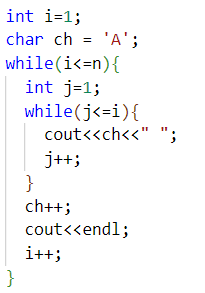 int i=1;
char ch = 'A';
while(i<=n){
  int j=1;
  while(j<=i){
    cout<<ch<<" ";
    j++;
  }
  ch++;
  cout<<endl;
  i++;
}